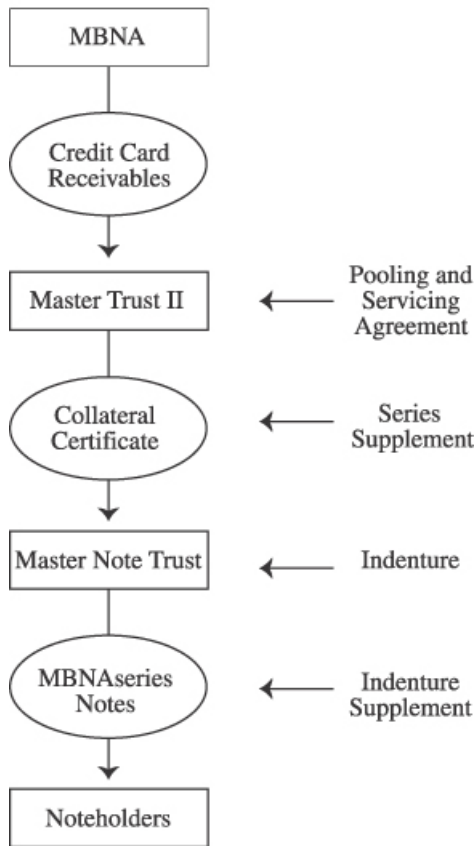 MBNA
Credit Card
Receivables
Master Trust II
Pooling and
Servicing
Agreement
Collateral
Certificate
Series
Supplement
Master Note Trust
Indenture
MBNAseries
Notes
Indenture
Supplement
Noteholders